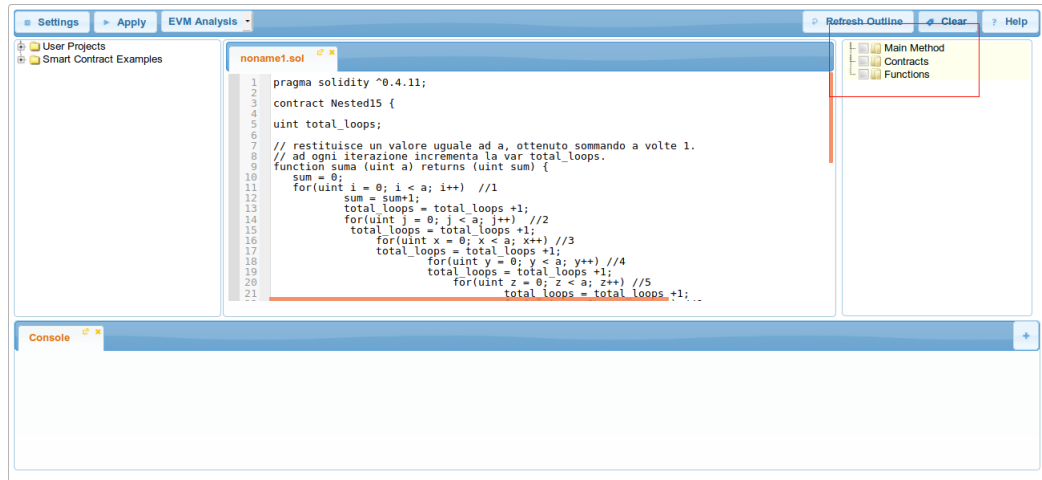 Settings Apply EVM Analysis Refresh Outline Clear ? Help
User Projects
Smart Contract Examples
noname1.sol
1 pragma solidity ^0.4.11;
2
3 contract Nested15 {
4
5 uint total_loops;
6
7 // restituisce un valore uguale ad a, ottenuto sommando a volte 1.
8 // ad ogni iterazione incrementa la var total_loops.
9 function suma (uint a) returns (uint sum) {
10 sum = 0;
11 for(uint i = 0; i < a; i++) //1
12 sum = sum+1;
13 total_loops = total_loops +1;
14 for(uint j = 0; j < a; j++) //2
15 total_loops = total_loops +1;
16 for(uint x = 0; x < a; x++) //3
17 total_loops = total_loops +1;
18 for(uint y = 0; y < a; y++) //4
19 total_loops = total_loops +1;
20 for(uint z = 0; z < a; z++) //5
21 total_loops = total_loops +1;
Main Method
Contracts
Functions
Console